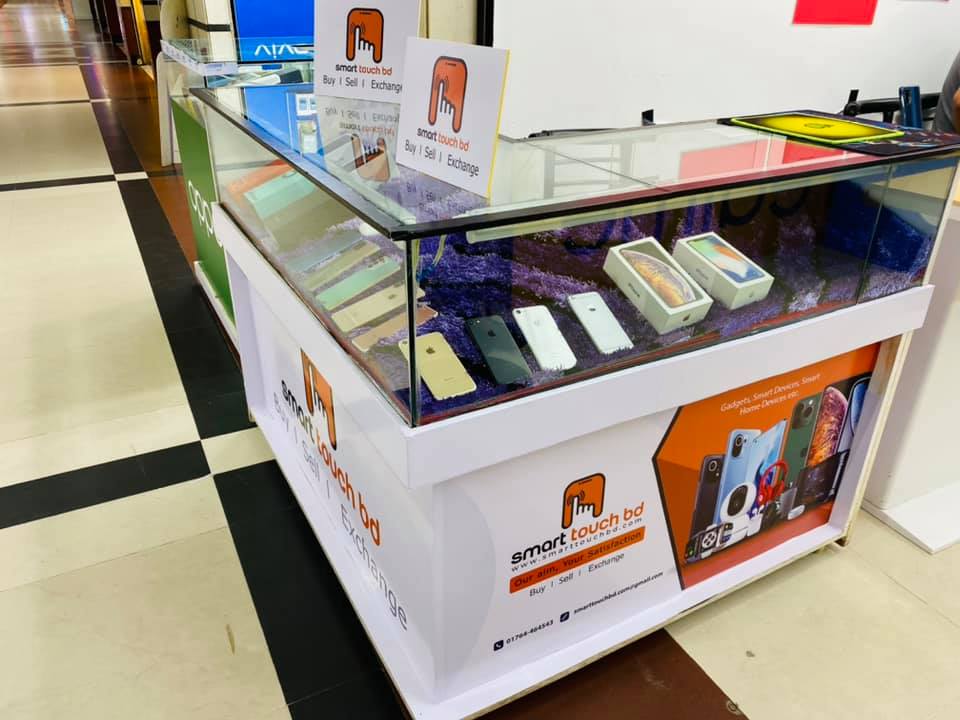 vivo
smart touch bd
Buy I Sell I Exchange
smart touch bd
Buy I Sell I Exchange
oppo
smart touch bd
Buy I Sell I Exchange
smart touch bd
www.smarttouchbd.com
Our aim, Your Satisfaction
Buy I Sell I Exchange
01764-464543
smarttouchbd.com@gmail.com
Gadgets, Smart Devices, Smart
Home Devices etc.